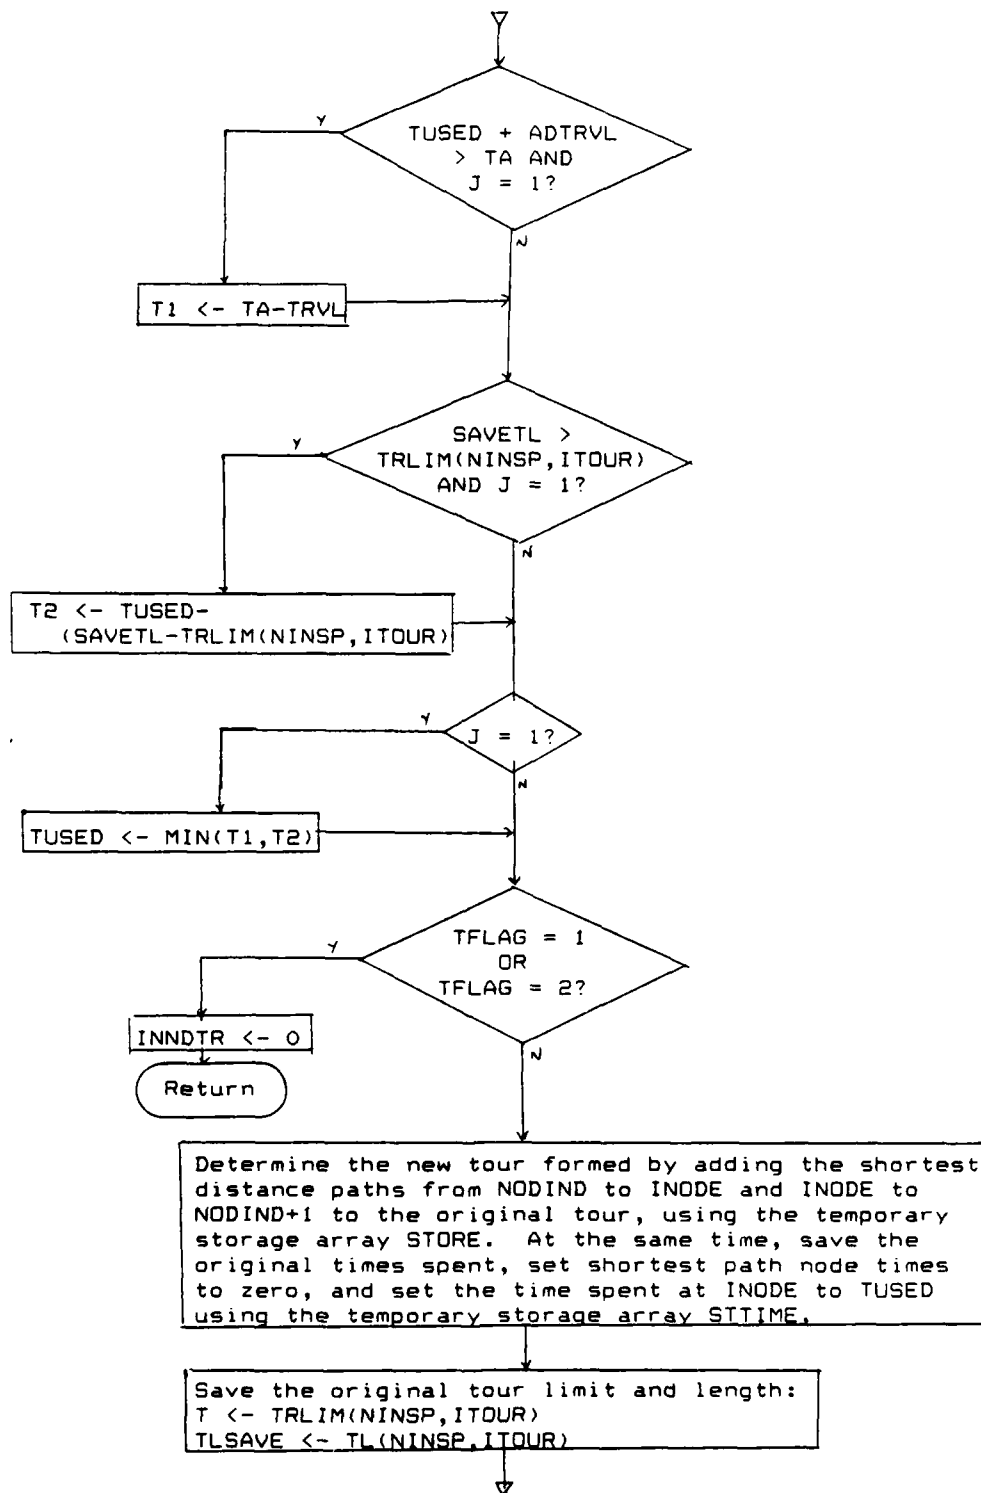 TUSED + ADTRVL
> TA AND
J = 1?
Y
N
T1 <- TA-TRVL
SAVETL >
TRLIM(NINSP,ITOUR)
AND J = 1?
Y
N
T2 <- TUSED-
(SAVETL-TRLIM(NINSP,ITOUR)
J = 1?
Y
N
TUSED <- MIN(T1,T2)
TFLAG = 1
OR
TFLAG = 2?
Y
N
INNDTR <- 0
Return
Determine the new tour formed by adding the shortest
distance paths from NODIND to INODE and INODE to
NODIND+1 to the original tour, using the temporary
storage array STORE. At the same time, save the
original times spent, set shortest path node times
to zero, and set the time spent at INODE to TUSED
using the temporary storage array STTIME.
Save the original tour limit and length:
T <- TRLIM(NINSP,ITOUR)
TLSAVE <- TL(NINSP,ITOUR)